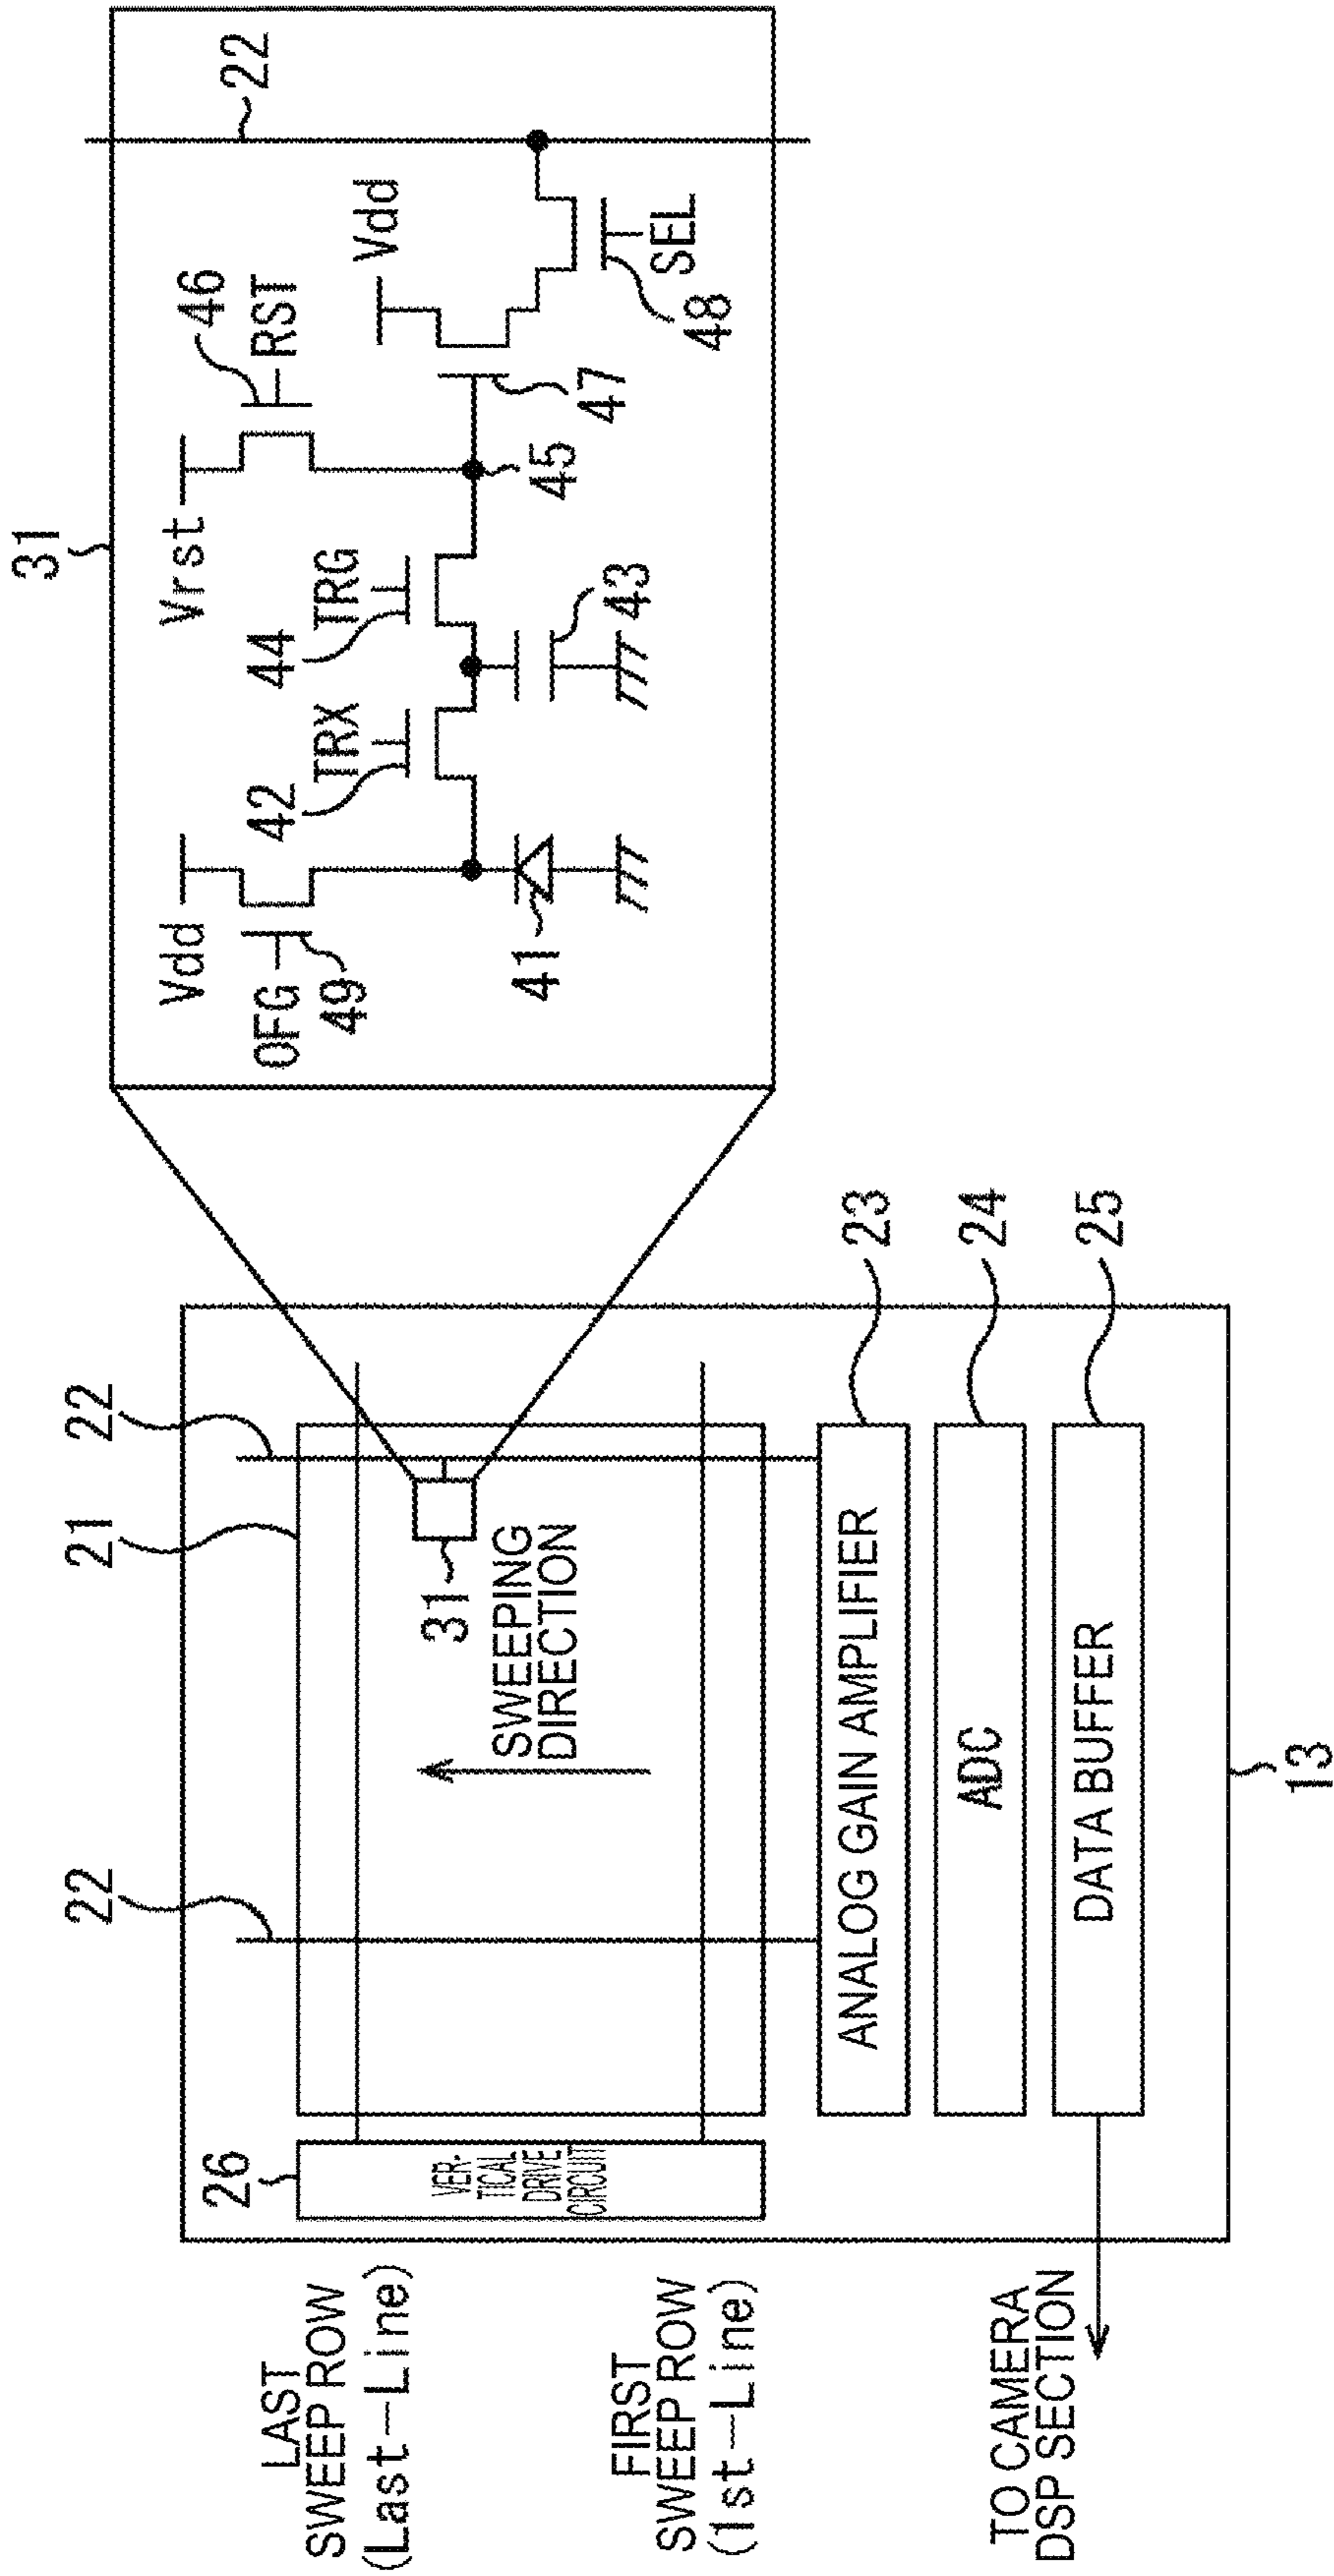 LAST
SWEEP ROW
(Last-Line)
FIRST
SWEEP ROW
(1st-Line)
TO CAMERA
DSP SECTION
26
VER-
TICAL
DRIVE
CIRCUIT
22
21
22
31
SWEEPING
DIRECTION
ANALOG GAIN AMPLIFIER
23
ADC
24
DATA BUFFER
25
13
31
Vdd
Vrst
46
22
OFG
49
42
TRX
44
TRG
RST
Vdd
41
43
45
47
48
SEL